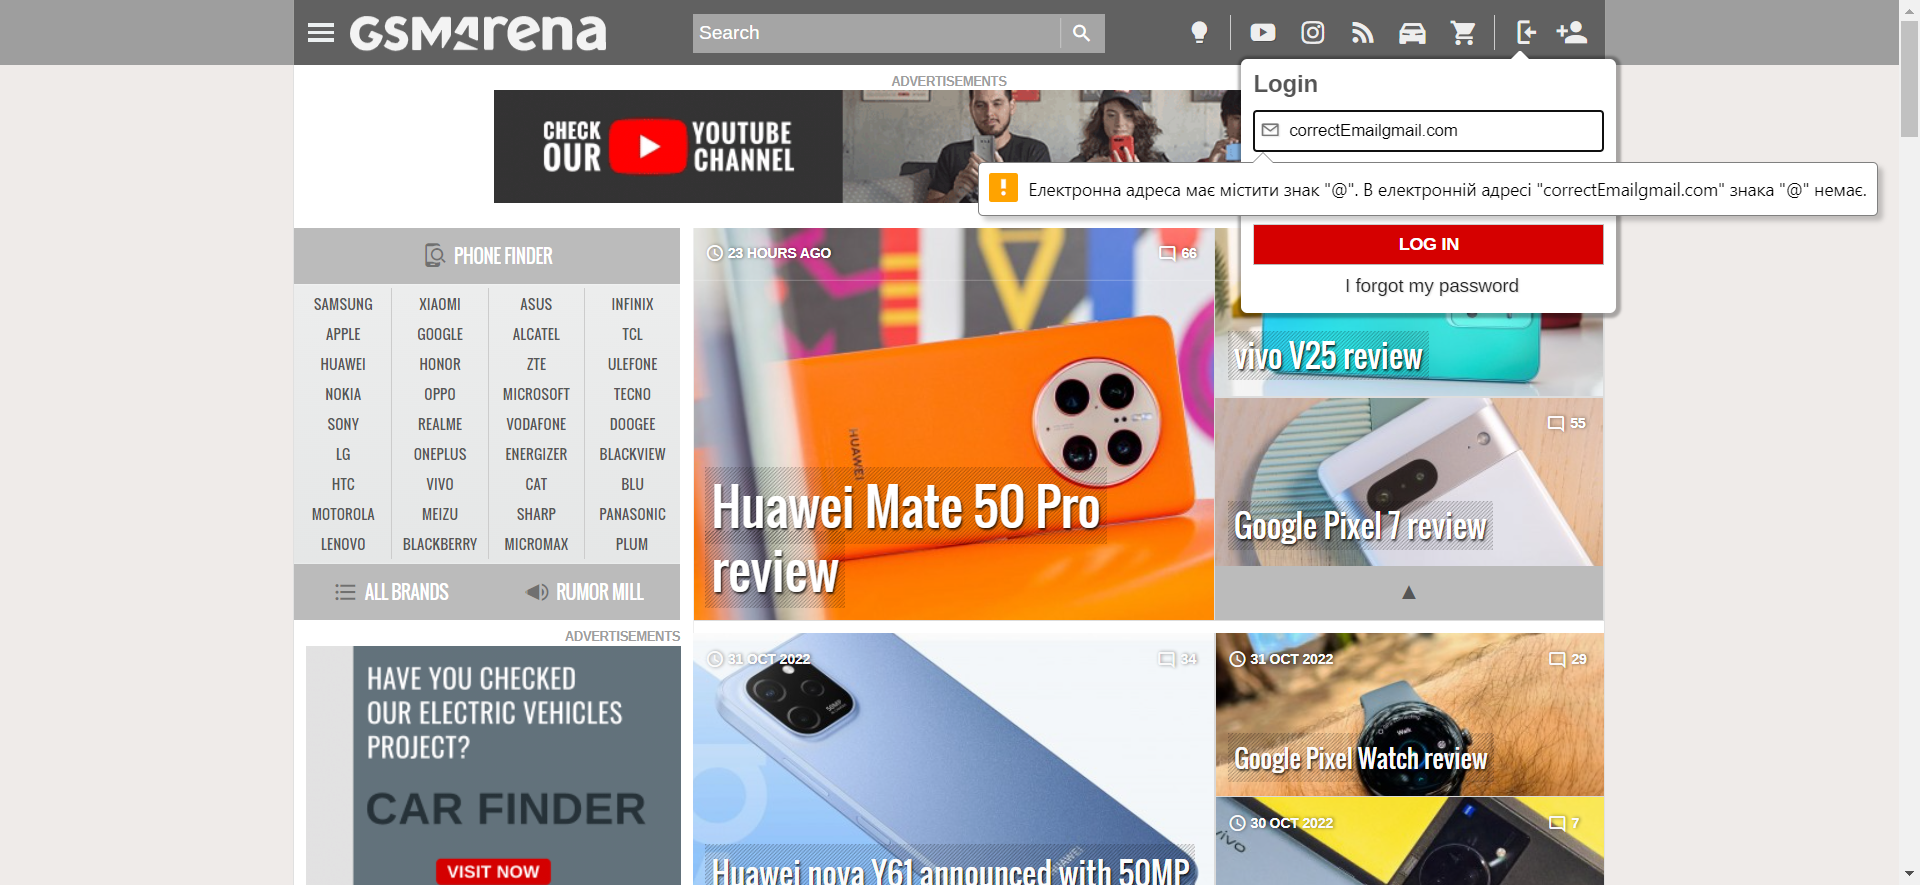 GSMArena
Search
ADVERTISEMENTS
CHECK OUR
YOUTUBE CHANNEL
Login
correctEmailgmail.com
Електронна адреса має містити знак "@". В електронній адресі "correctEmailgmail.com" знака "@" немає.
LOG IN
I forgot my password
PHONE FINDER
SAMSUNG XIAOMI ASUS INFINIX
APPLE GOOGLE ALCATEL TCL
HUAWEI HONOR ZTE ULEFONE
NOKIA OPPO MICROSOFT TECNO
SONY REALME VODAFONE DOOGEE
LG ONEPLUS ENERGIZER BLACKVIEW
HTC VIVO CAT BLU
MOTOROLA MEIZU SHARP PANASONIC
LENOVO BLACKBERRY MICROMAX PLUM
ALL BRANDS RUMOR MILL
23 HOURS AGO 66
HUAWEI
Huawei Mate 50 Pro
review
vivo V25 review
55
Google Pixel 7 review
▲
ADVERTISEMENTS
HAVE YOU CHECKED
OUR ELECTRIC VEHICLES
PROJECT?
CAR FINDER
VISIT NOW
31 OCT 2022 34
50MP
HUAWEI
Huawei nova Y61 announced with 50MP
31 OCT 2022 29
Walk
Google Pixel Watch review
30 OCT 2022 7
vivo